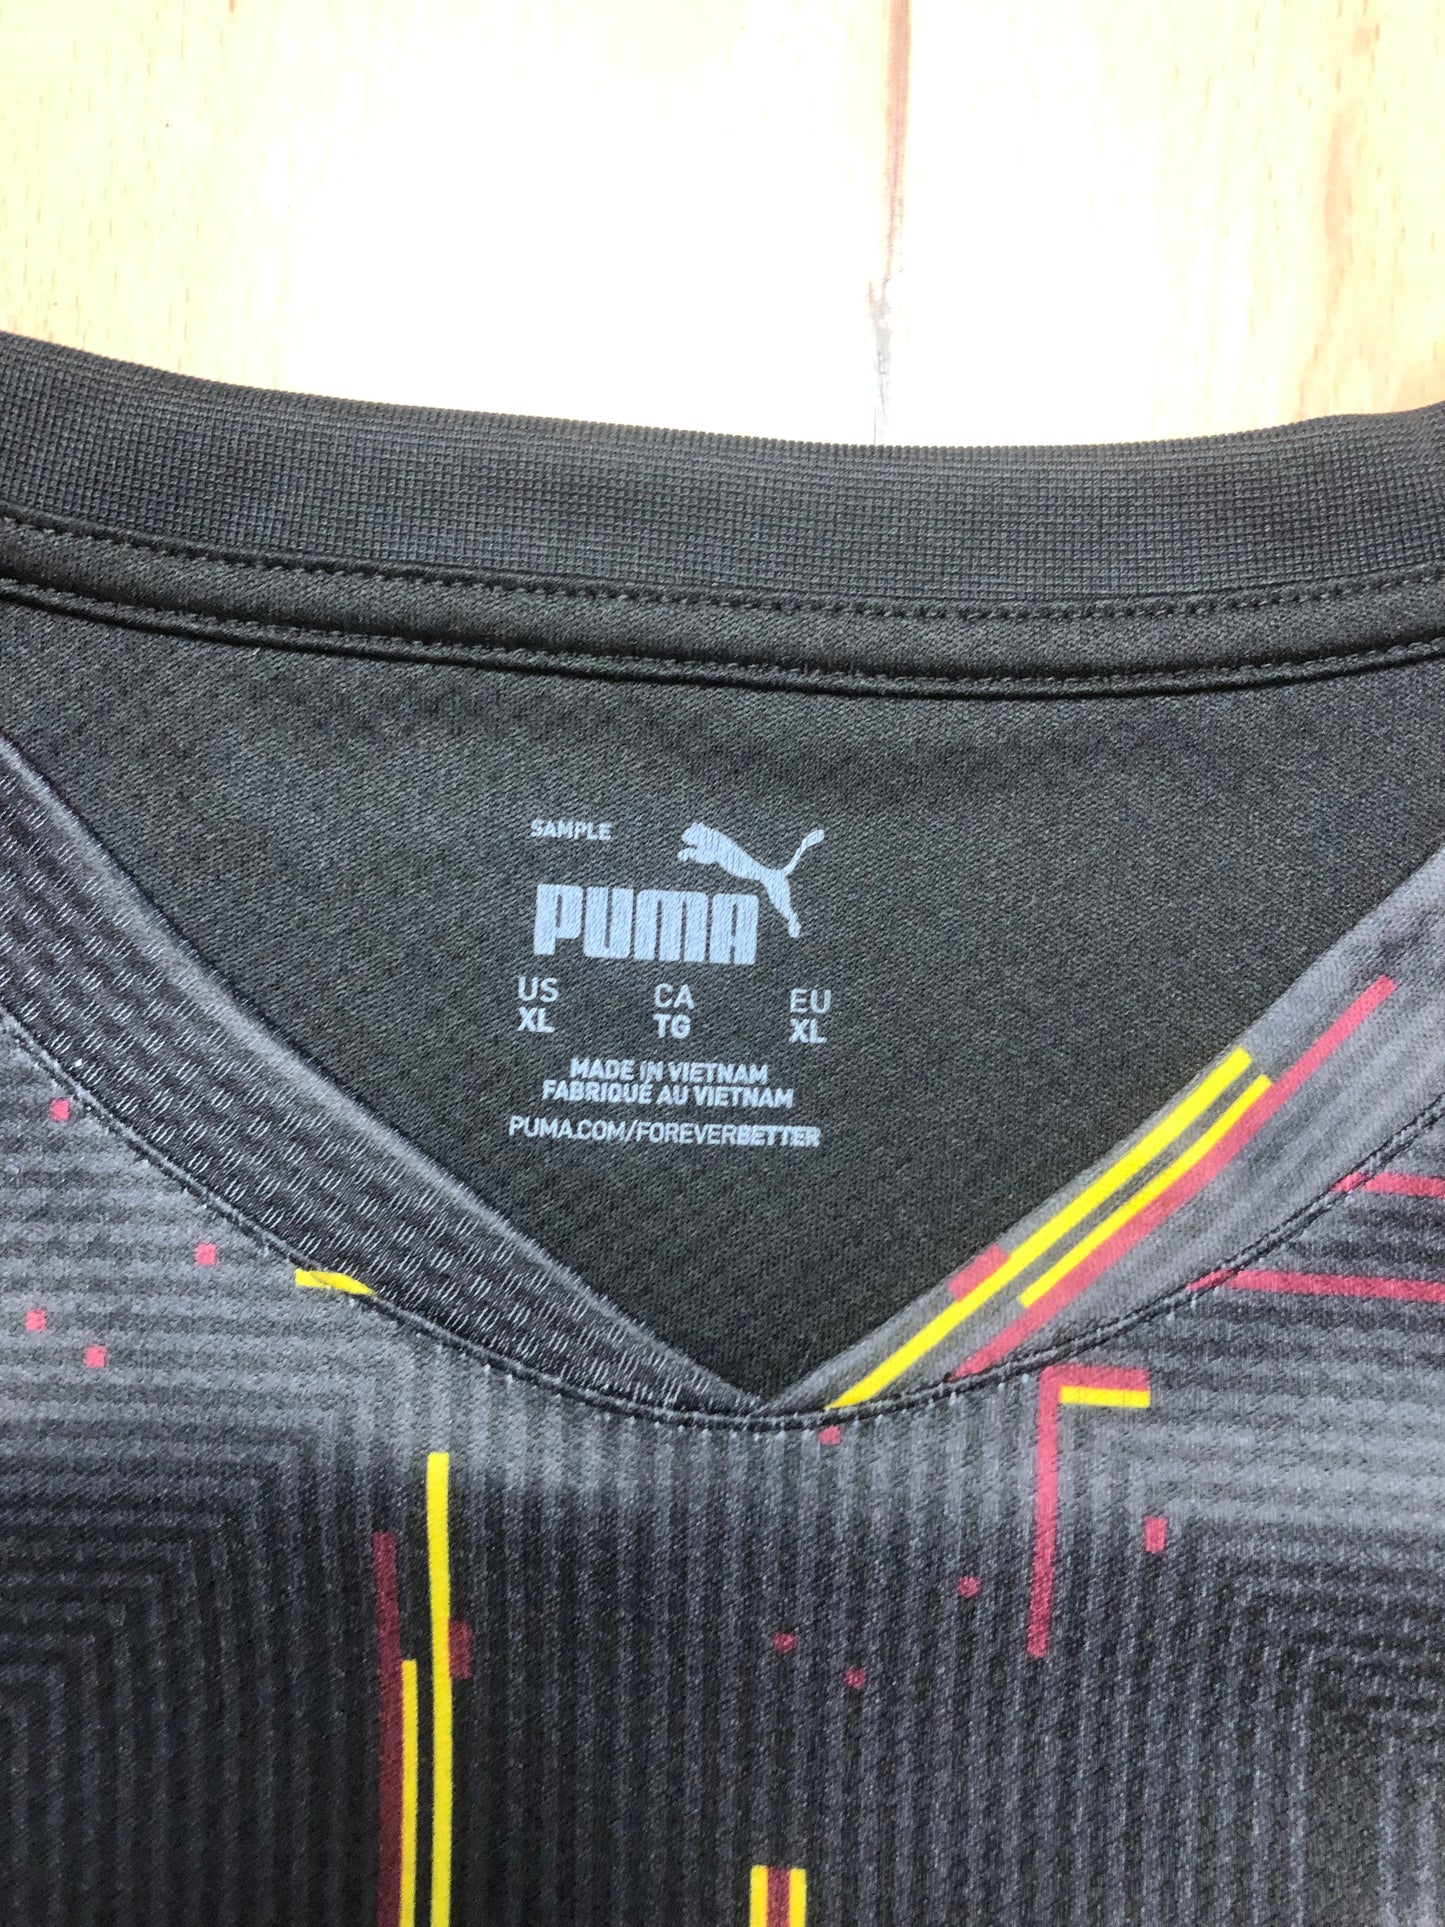 SAMPLE
PUMA
US CA EU
XL TG XL
MADE IN VIETNAM
FABRIQUÉ AU VIETNAM
PUMA.COM/FOREVERBETTER